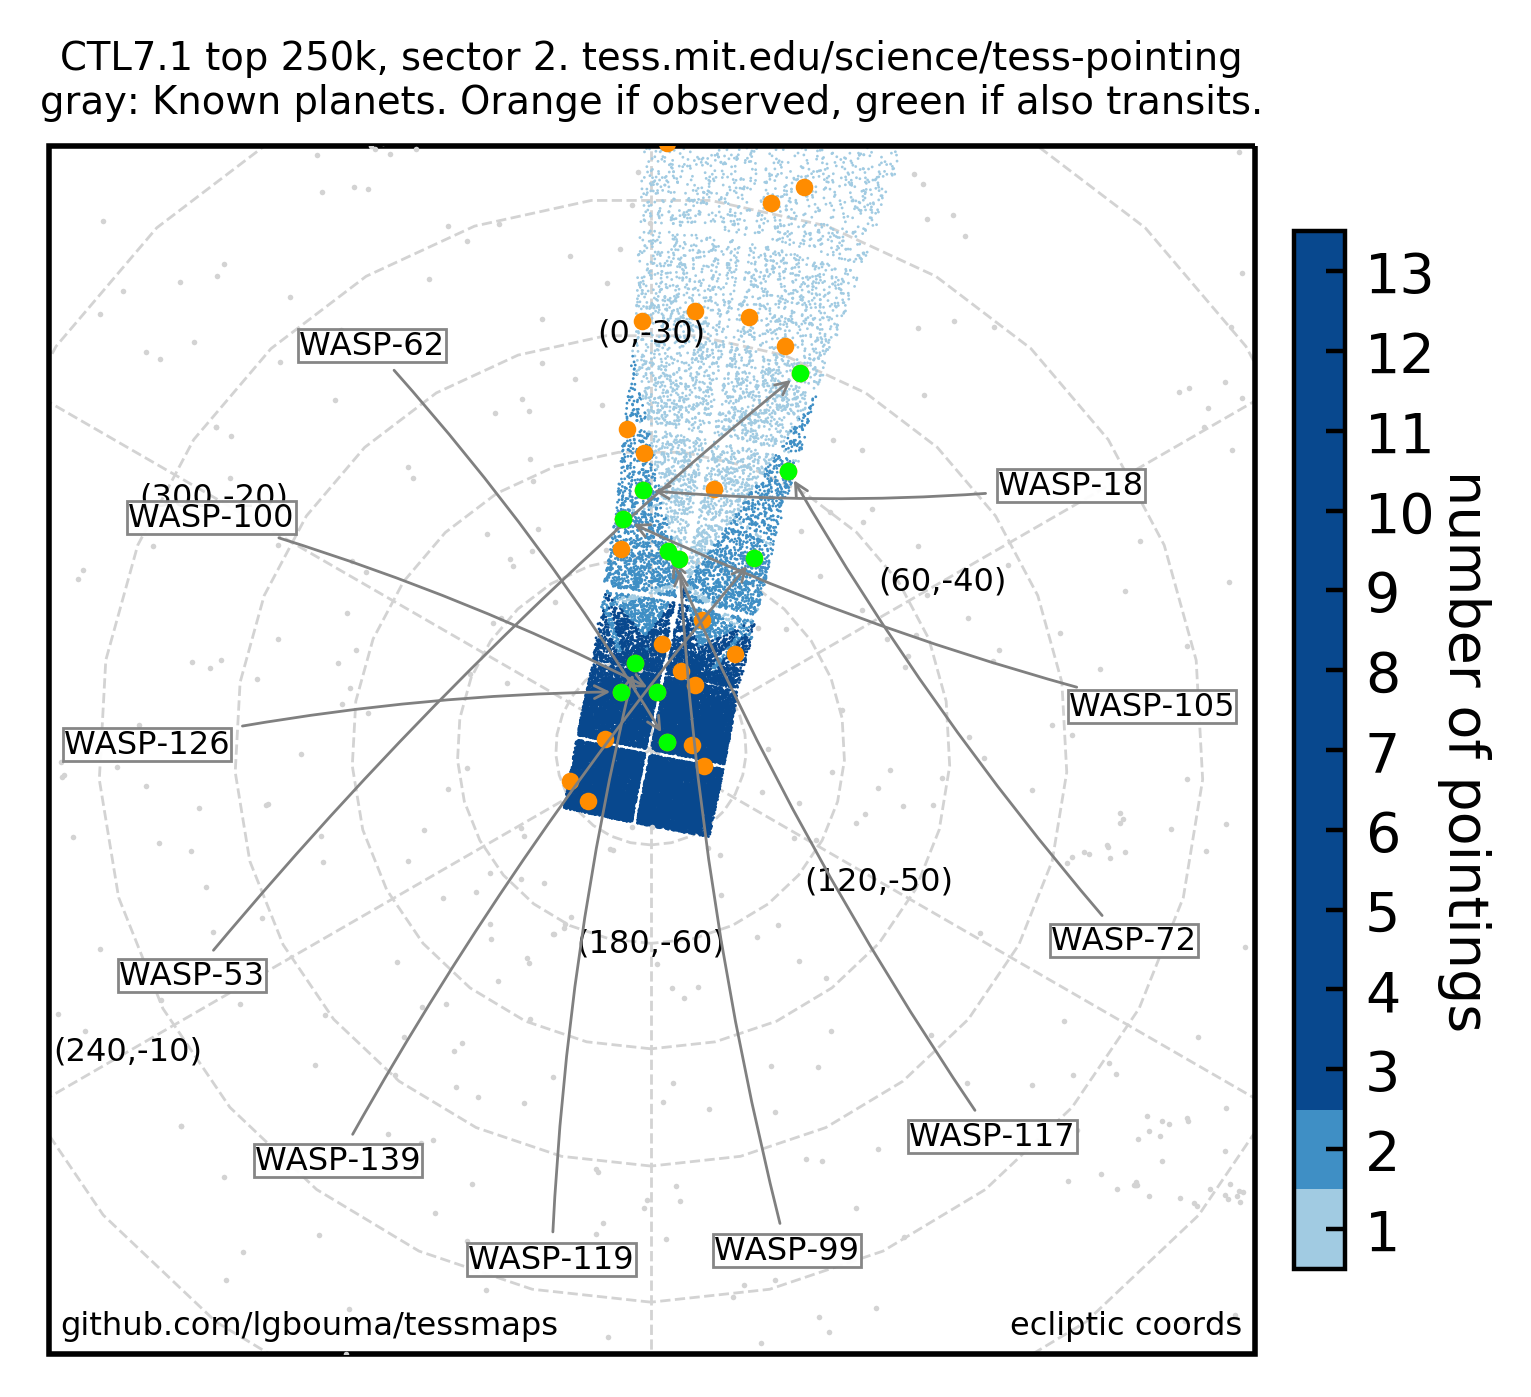 CTL7.1 top 250k, sector 2. tess.mit.edu/science/tess-pointing
gray: Known planets. Orange if observed, green if also transits.
WASP-62
(0,-30)
(300,-20)
WASP-100
WASP-18
(60,-40)
WASP-105
WASP-126
(120,-50)
WASP-72
(180,-60)
WASP-53
(240,-10)
WASP-139
WASP-117
WASP-119
WASP-99
github.com/lgbouma/tessmaps
ecliptic coords
13
12
11
10
9
8
7
6
5
4
3
2
1
number of pointings